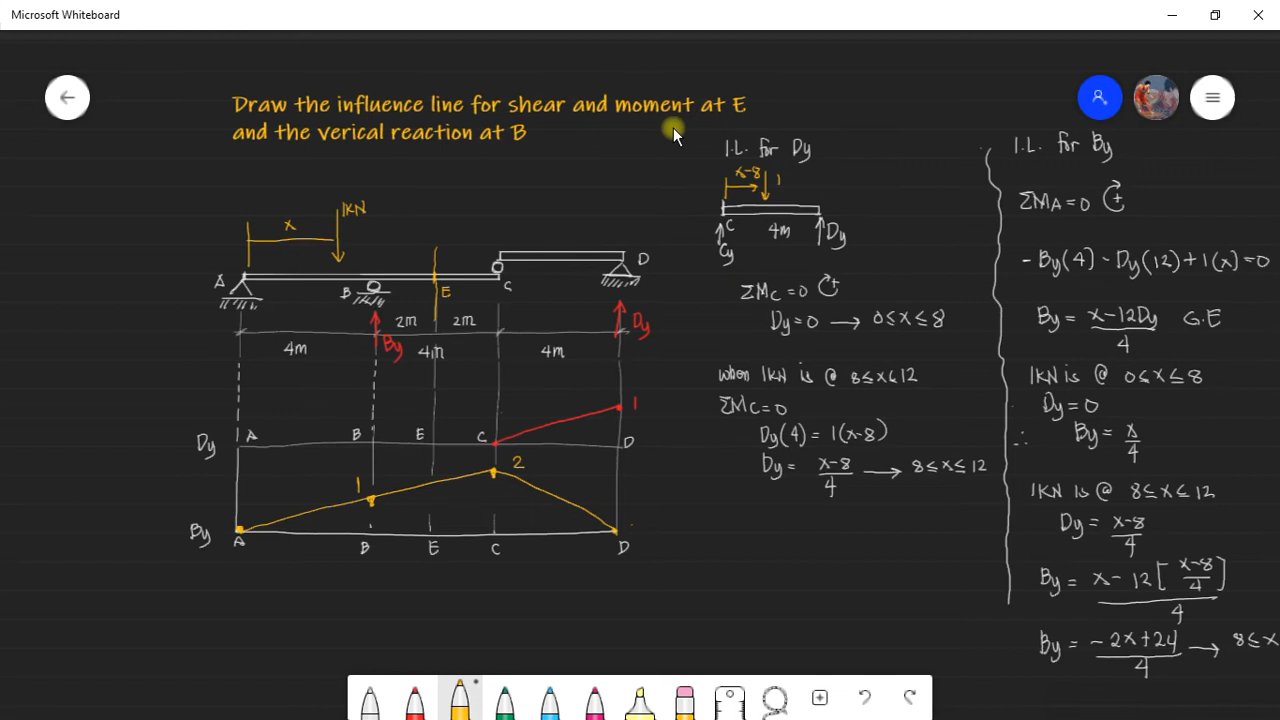 Microsoft Whiteboard
Draw the influence line for shear and moment at E
and the verical reaction at B
x
1KN
A
B
E
C
D
2m
2m
By
Dy
4m
4m
4m
1
Dy
A
B
E
C
D
1
2
By
A
B
E
C
D
I.L. for Dy
x-8
1
C
4m
Dy
Cy
ΣMc=0
Dy=0 → 0≤x≤8
when 1KN is @ 8≤x≤12
ΣMc=0
Dy(4) = 1(x-8)
Dy = x-8/4 → 8≤x≤12
I.L. for By
ΣMA=0 +
-By(4) - Dy(12) + 1(x) = 0
By = x-12Dy/4 G.E
1KN is @ 0≤x≤8
Dy=0
∴ By = x/4
1KN is @ 8≤x≤12
Dy = x-8/4
By = x-12[x-8/4]/4
By = -2x+24/4 → 8≤x